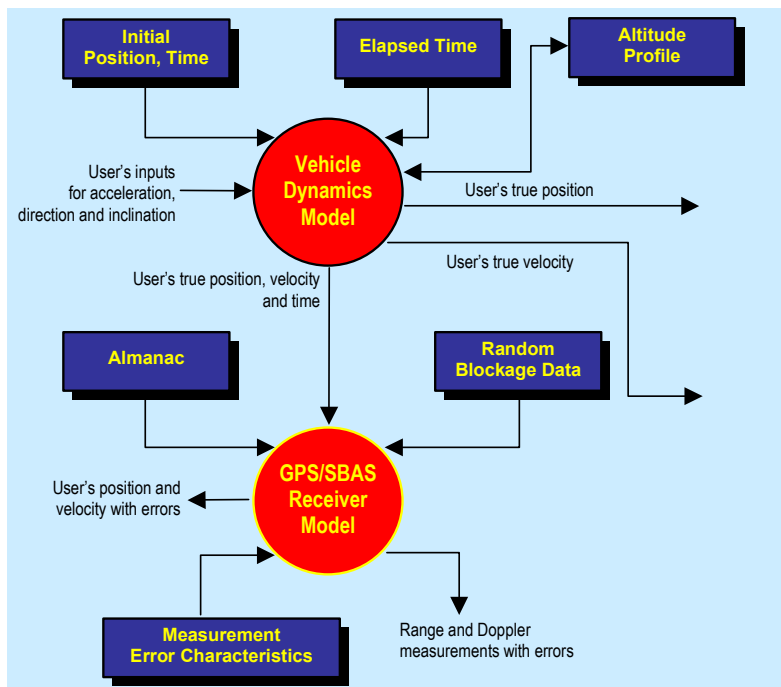 Initial
Position, Time
Elapsed Time
Altitude
Profile
Vehicle
Dynamics
Model
User's inputs
for acceleration,
direction and inclination
User's true position
User's true velocity
User's true position, velocity
and time
Almanac
Random
Blockage Data
GPS/SBAS
Receiver
Model
User's position and
velocity with errors
Measurement
Error Characteristics
Range and Doppler
measurements with errors